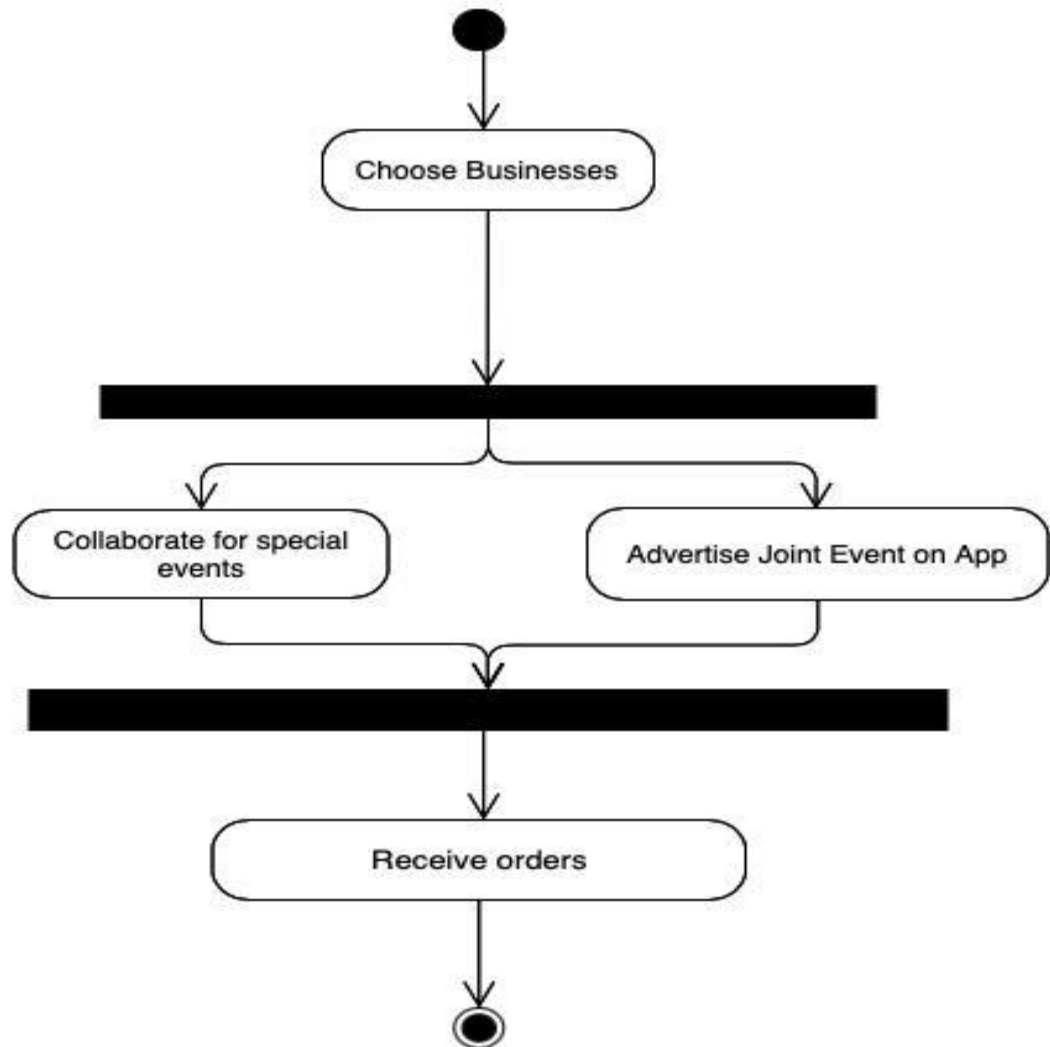 Choose Businesses
Collaborate for special
events
Advertise Joint Event on App
Receive orders